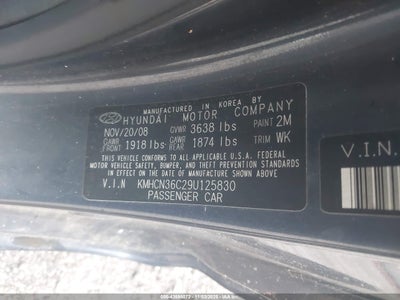 MANUFACTURED IN KOREA BY
HYUNDAI MOTOR COMPANY
NOV/20/08 GVWR 3638 lbs PAINT 2M
GAWR FRONT 1918 lbs GAWR REAR 1874 lbs TRIM WK
THIS VEHICLE CONFORMS TO ALL APPLICABLE U.S. FEDERAL
MOTOR VEHICLE SAFETY, BUMPER, AND THEFT PREVENTION STANDARDS
IN EFFECT ON THE DATE OF MANUFACTURE SHOWN ABOVE.
V.I.N KMHCN36C29U125830
PASSENGER CAR
V.I.N.